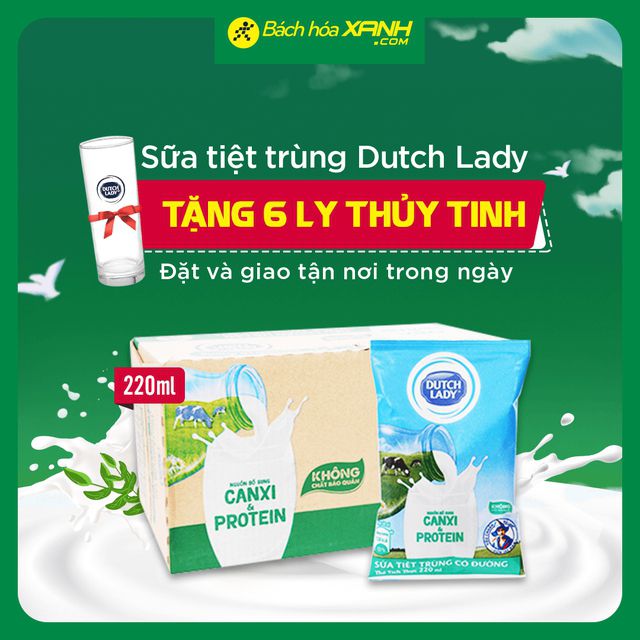 Bách hóa XANH
.COM
Sữa tiệt trùng Dutch Lady
TẶNG 6 LY THỦY TINH
Đặt và giao tận nơi trong ngày
DUTCH
LADY
220ml
NGUỒN BỔ SUNG
CANXI
&
PROTEIN
KHÔNG
CHẤT BẢO QUẢN
DUTCH
LADY
NGUỒN BỔ SUNG
CANXI
& PROTEIN
KHÔNG
SỮA TIỆT TRÙNG CÓ ĐƯỜNG
Thể Tích Thực 220 ml